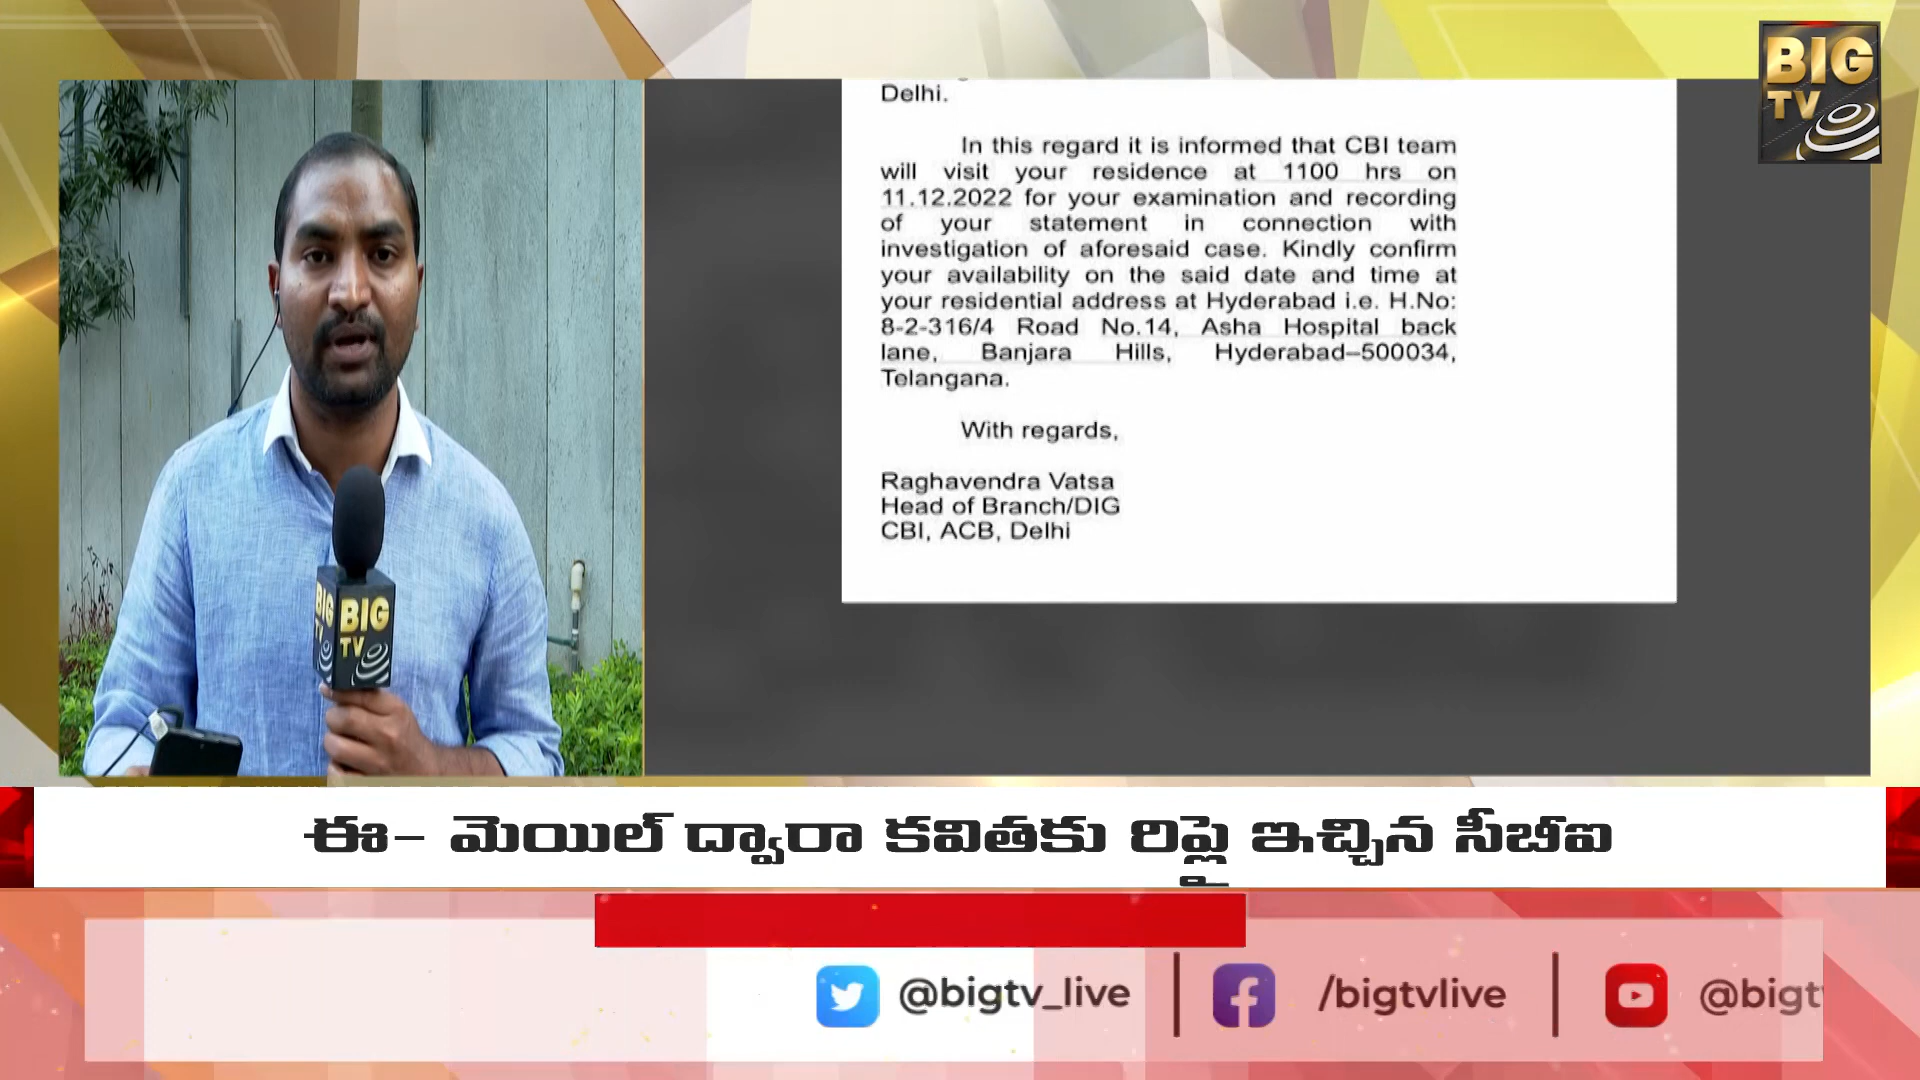 BIG
TV
Delhi.
In this regard it is informed that CBI team
will visit your residence at 1100 hrs on
11.12.2022 for your examination and recording
of your statement in connection with
investigation of aforesaid case. Kindly confirm
your availability on the said date and time at
your residential address at Hyderabad i.e. H.No:
8-2-316/4 Road No.14, Asha Hospital back
lane, Banjara Hills, Hyderabad–500034,
Telangana.
With regards,
Raghavendra Vatsa
Head of Branch/DIG
CBI, ACB, Delhi
BIG
TV
BIG
TV
ఈ- మెయిల్ ద్వారా కవితకు రిప్లై ఇచ్చిన సీబీఐ
@bigtv_live
/bigtvlive
@bigt